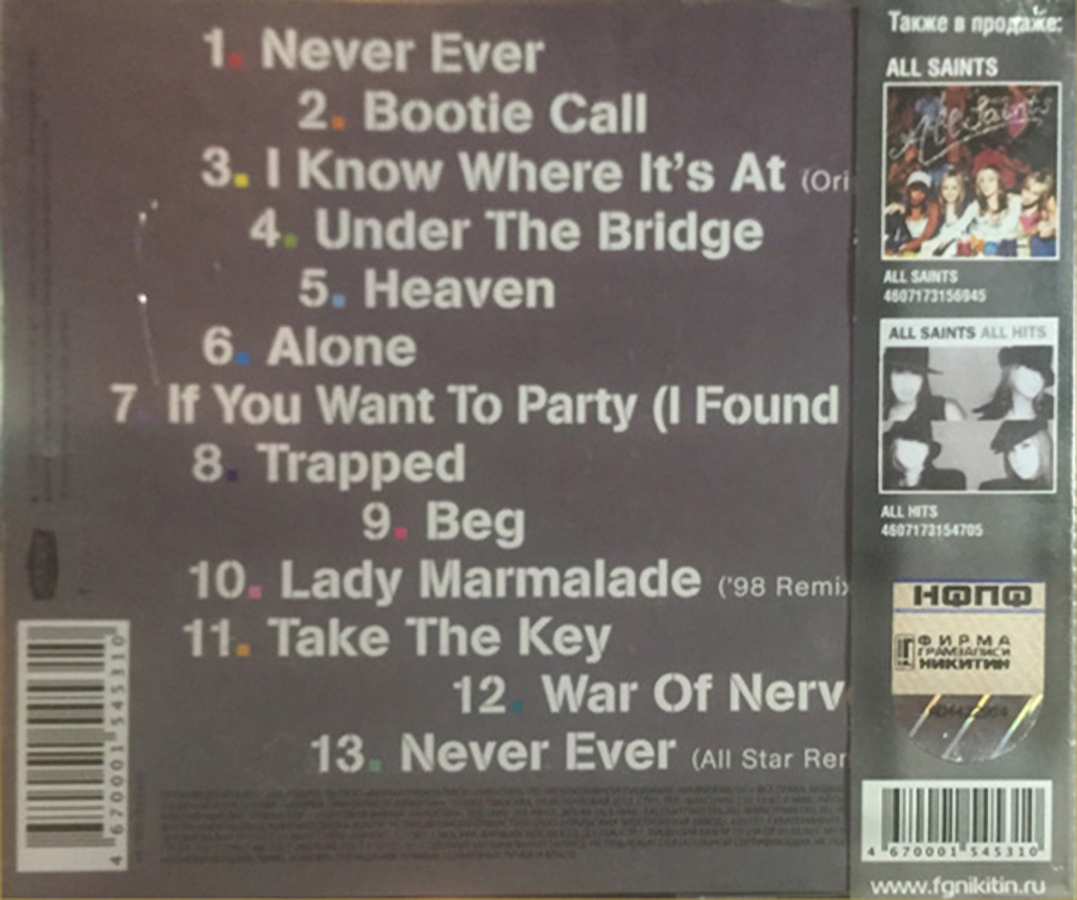 1. Never Ever
2. Bootie Call
3. I Know Where It's At (Ori
4. Under The Bridge
5. Heaven
6. Alone
7. If You Want To Party (I Found
8. Trapped
9. Beg
10. Lady Marmalade ('98 Remix
11. Take The Key
12. War Of Nerv
13. Never Ever (All Star Rer
4 670001 545310
Также в продаже:
ALL SAINTS
All Saints
ALL SAINTS
4607173156945
ALL SAINTS ALL HITS
ALL HITS
4607173154705
НФПФ
ФИРМА
ГРАМЗАПИСИ
НИКИТИН
4 670001 545310
www.fgnikitin.ru